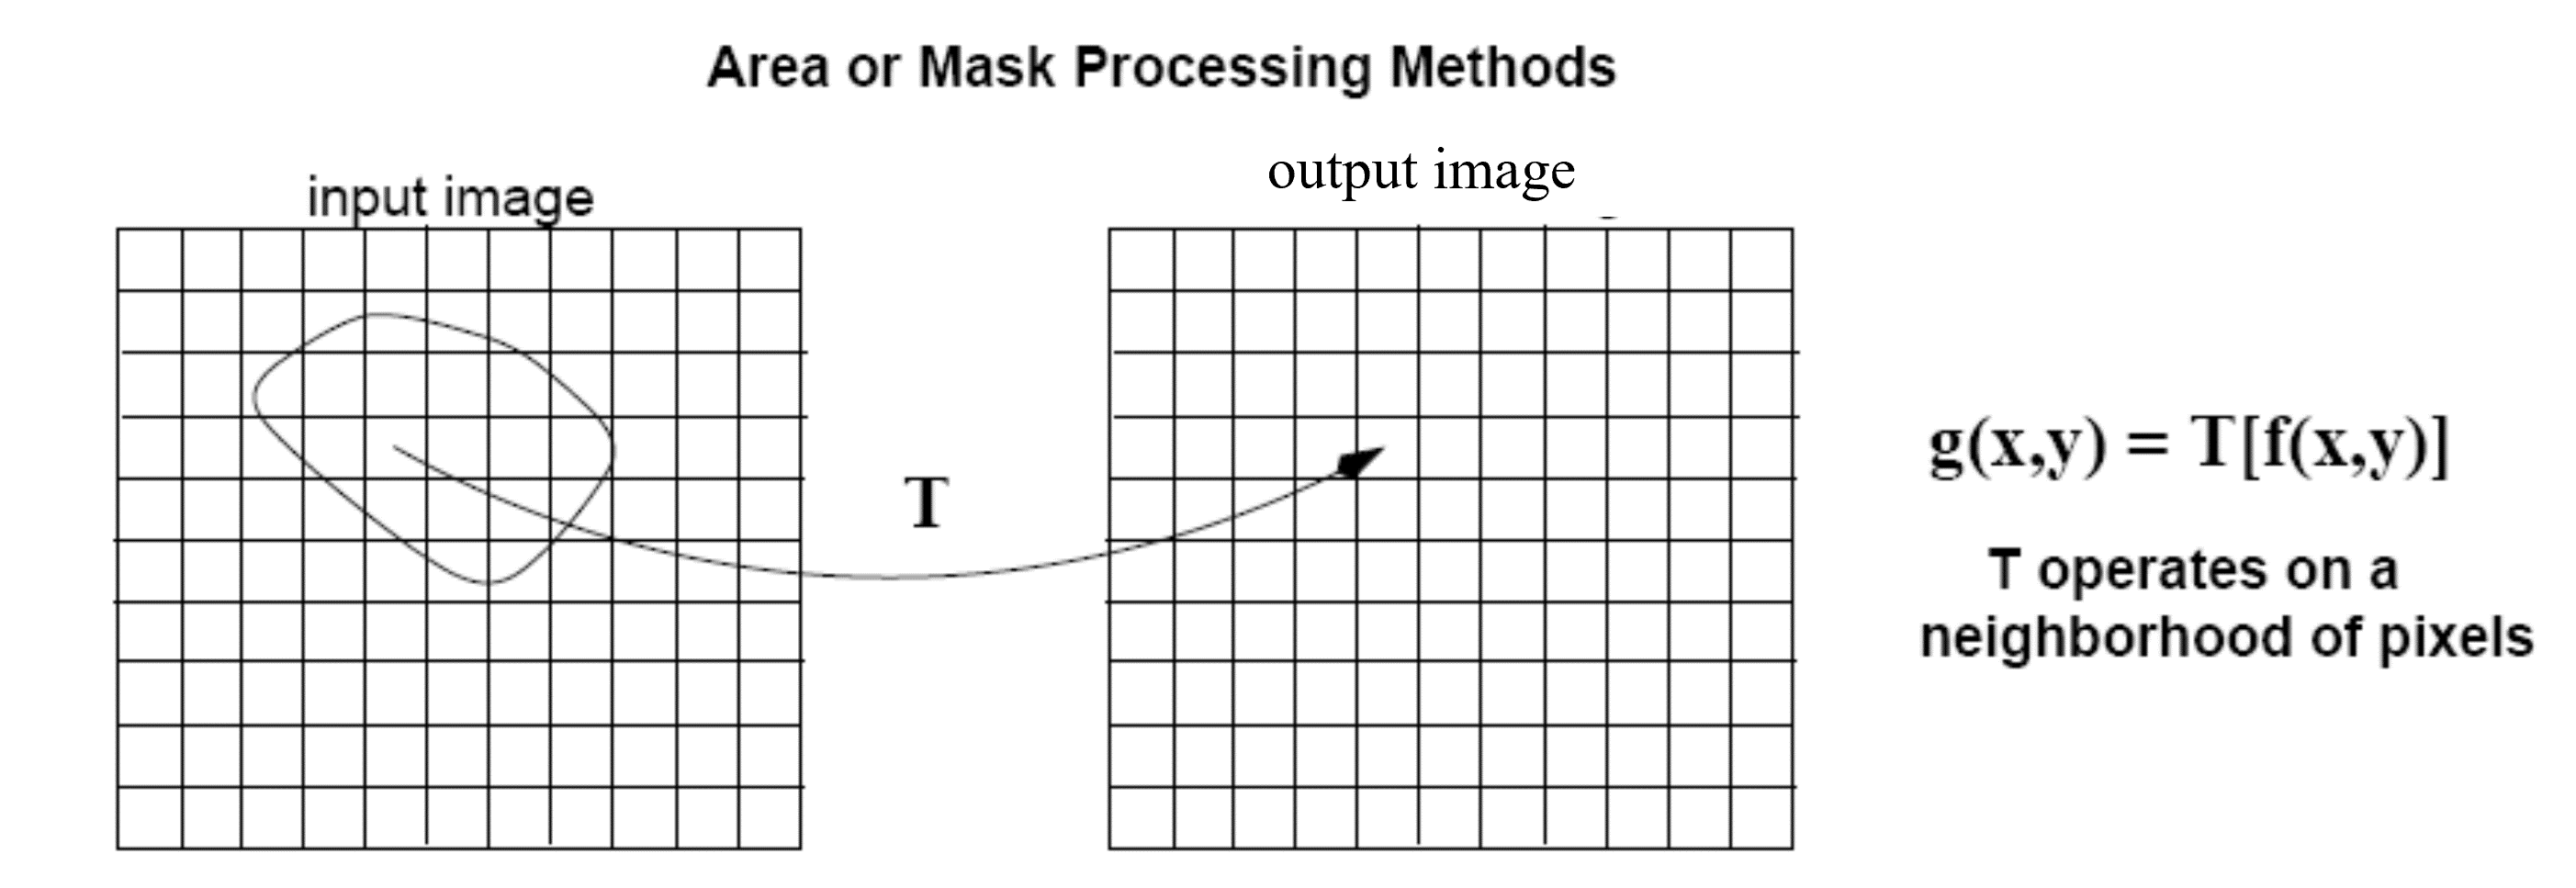 Area or Mask Processing Methods
input image
output image
T
g(x,y) = T[f(x,y)]
T operates on a
neighborhood of pixels